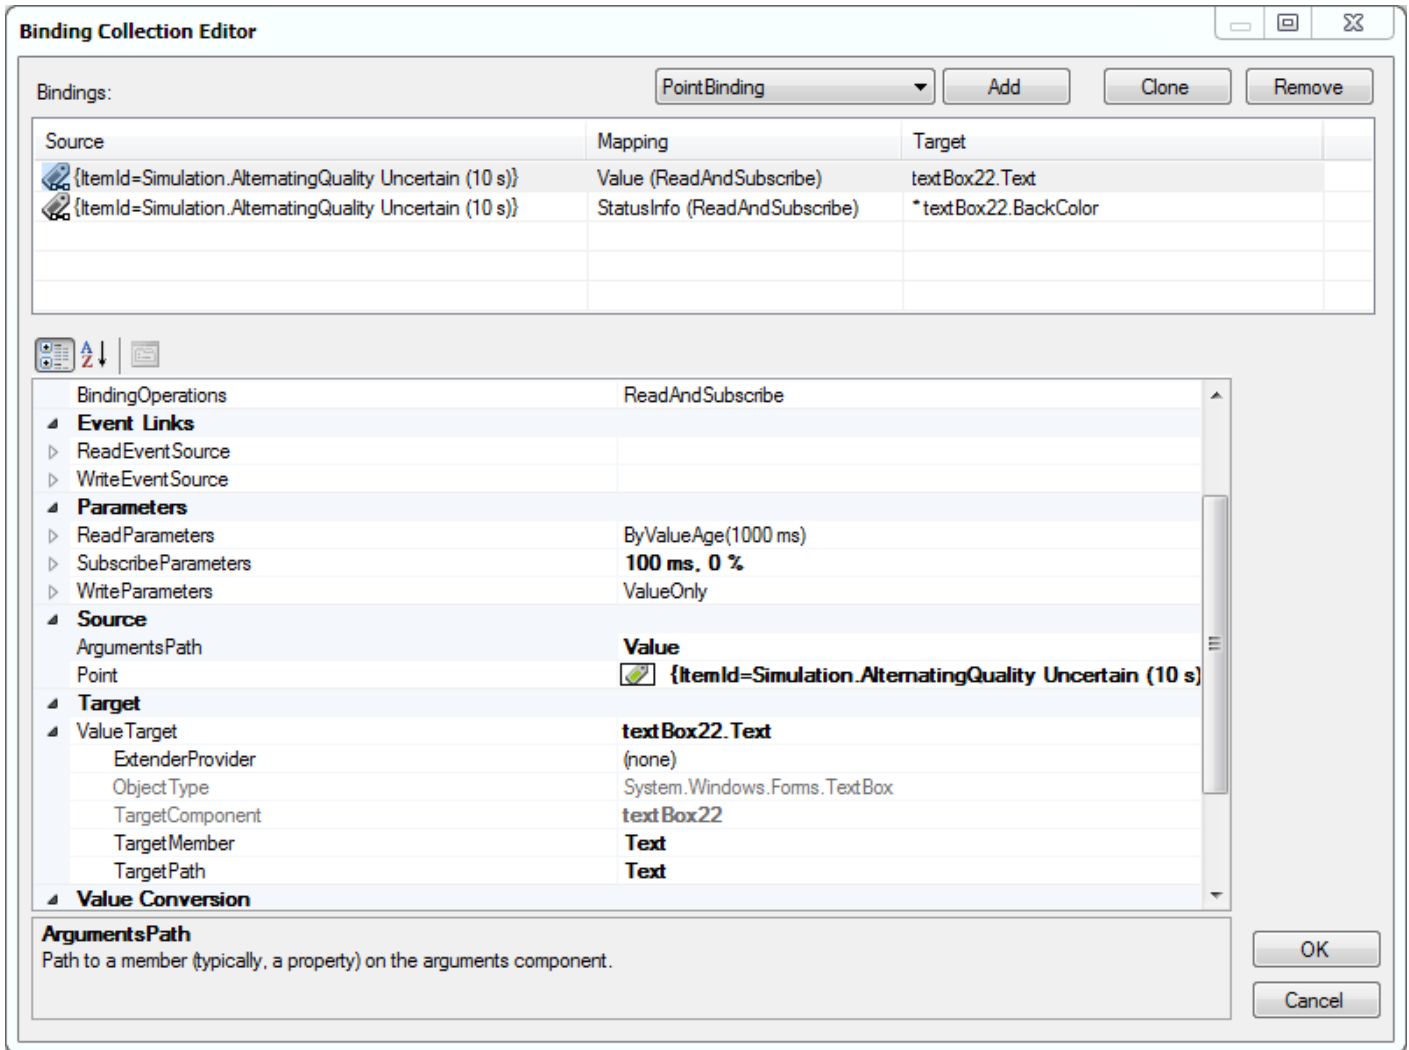 Binding Collection Editor
Bindings:
PointBinding
Add
Clone
Remove
Source Mapping Target
{ItemId=Simulation.AlternatingQuality Uncertain (10 s)} Value (ReadAndSubscribe) textBox22.Text
{ItemId=Simulation.AlternatingQuality Uncertain (10 s)} StatusInfo (ReadAndSubscribe) *textBox22.BackColor
A
Z
BindingOperations ReadAndSubscribe
Event Links
ReadEventSource
WriteEventSource
Parameters
ReadParameters ByValueAge(1000 ms)
SubscribeParameters 100 ms, 0 %
WriteParameters ValueOnly
Source
ArgumentsPath Value
Point {ItemId=Simulation.AlternatingQuality Uncertain (10 s)
Target
ValueTarget textBox22.Text
ExtenderProvider (none)
ObjectType System.Windows.Forms.TextBox
TargetComponent textBox22
TargetMember Text
TargetPath Text
Value Conversion
ArgumentsPath
Path to a member (typically, a property) on the arguments component.
OK
Cancel